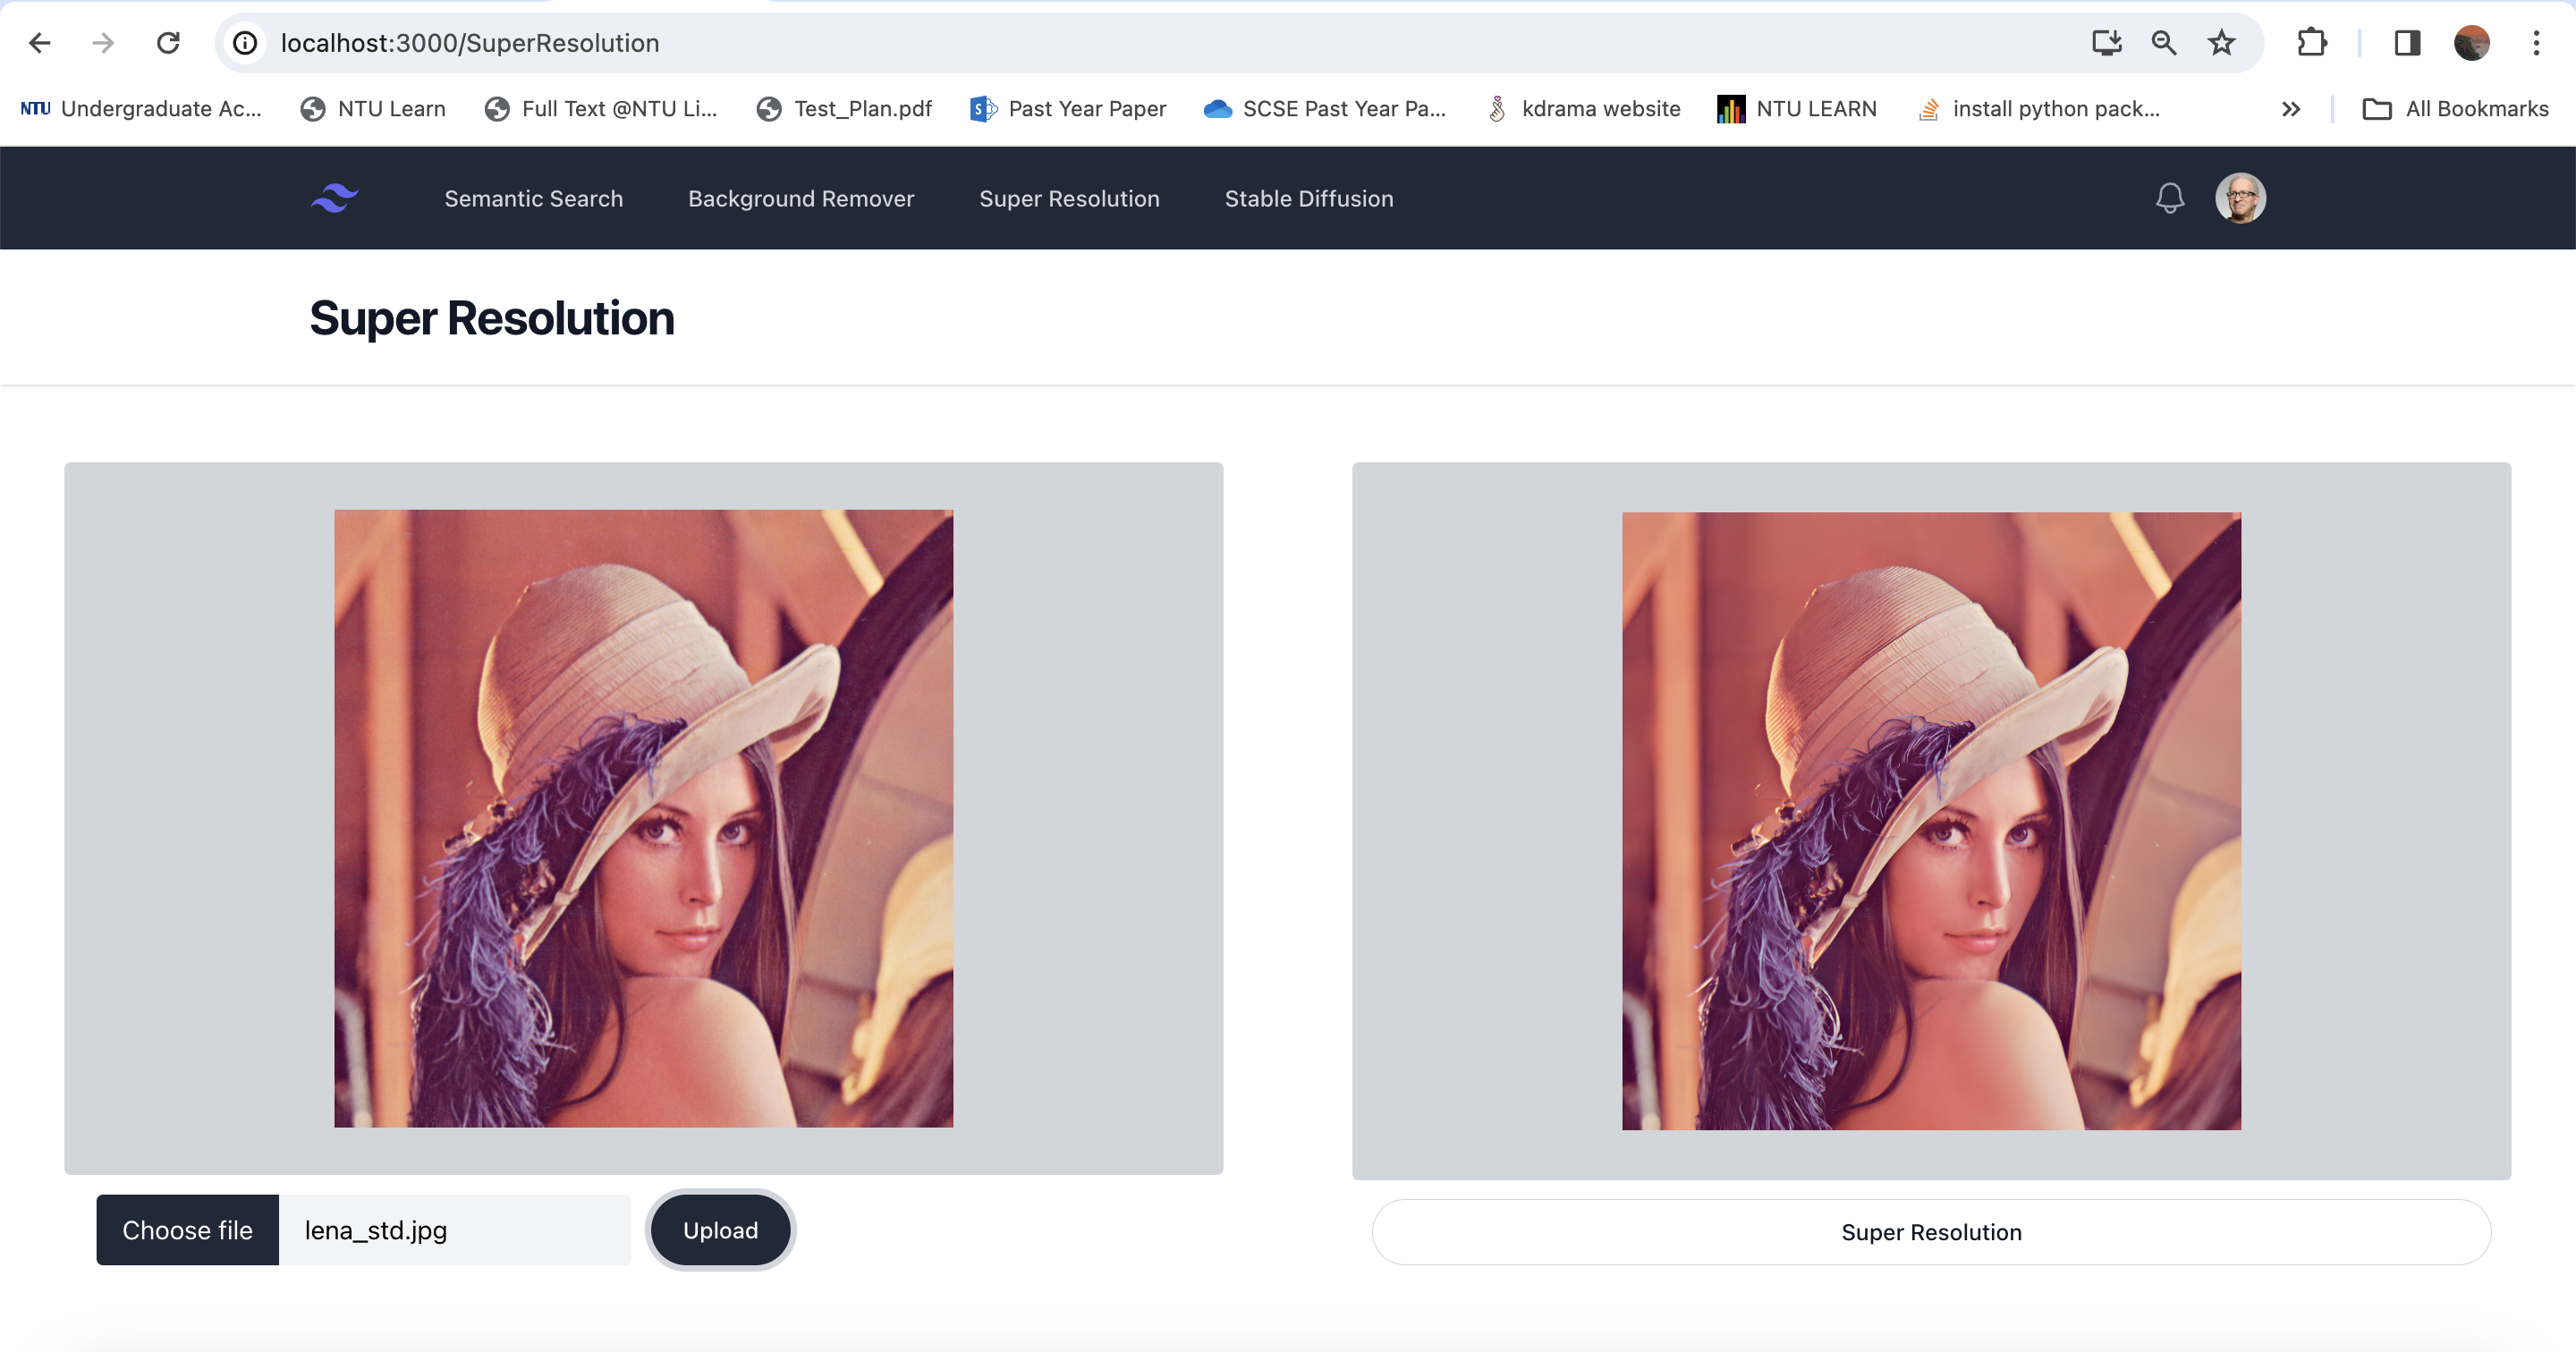 localhost:3000/SuperResolution
NTU Undergraduate Ac... NTU Learn Full Text @NTU Li... Test_Plan.pdf S Past Year Paper SCSE Past Year Pa... kdrama website NTU LEARN install python pack... » All Bookmarks
Semantic Search Background Remover Super Resolution Stable Diffusion
Super Resolution
Choose file lena_std.jpg Upload
Super Resolution